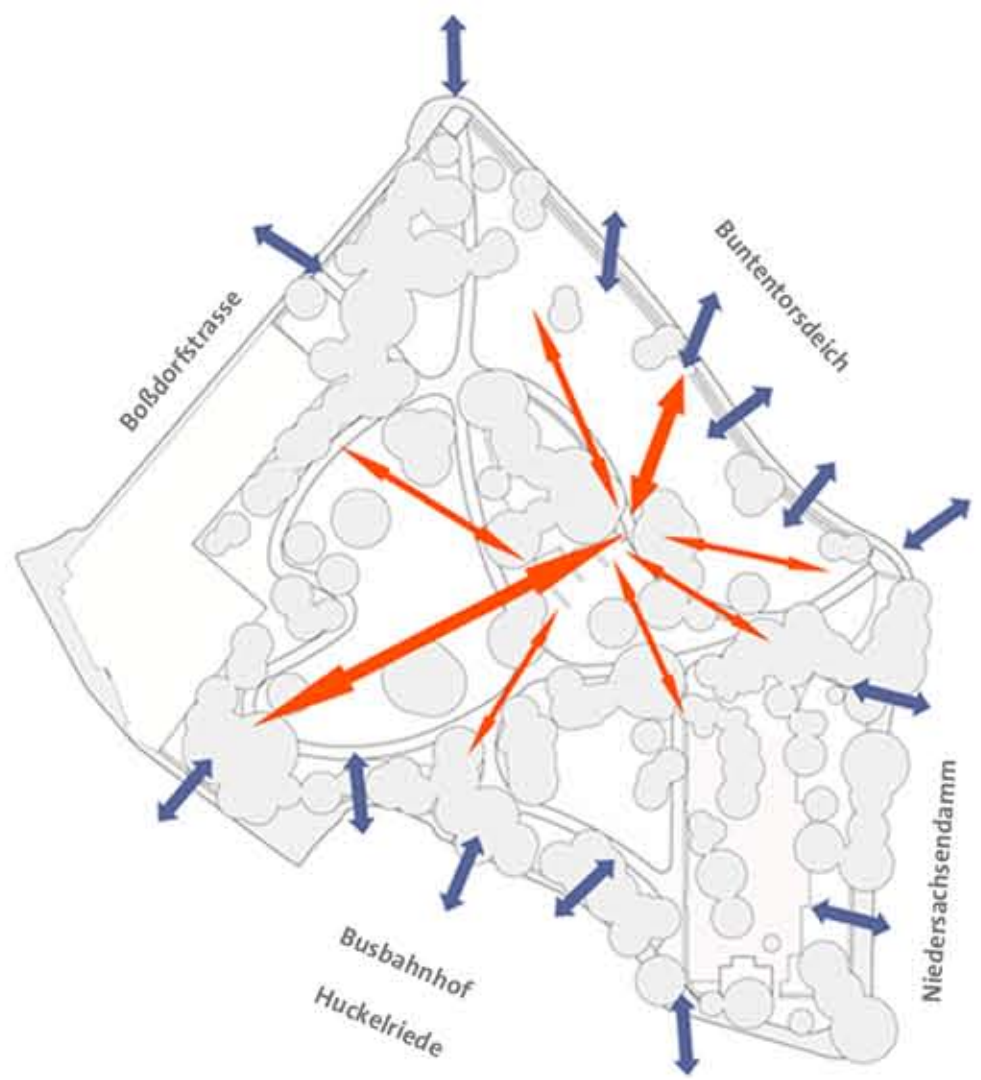 Boßdorfstrasse
Buntentorsdeich
Niedersachsendamm
Busbahnhof
Huckelriede